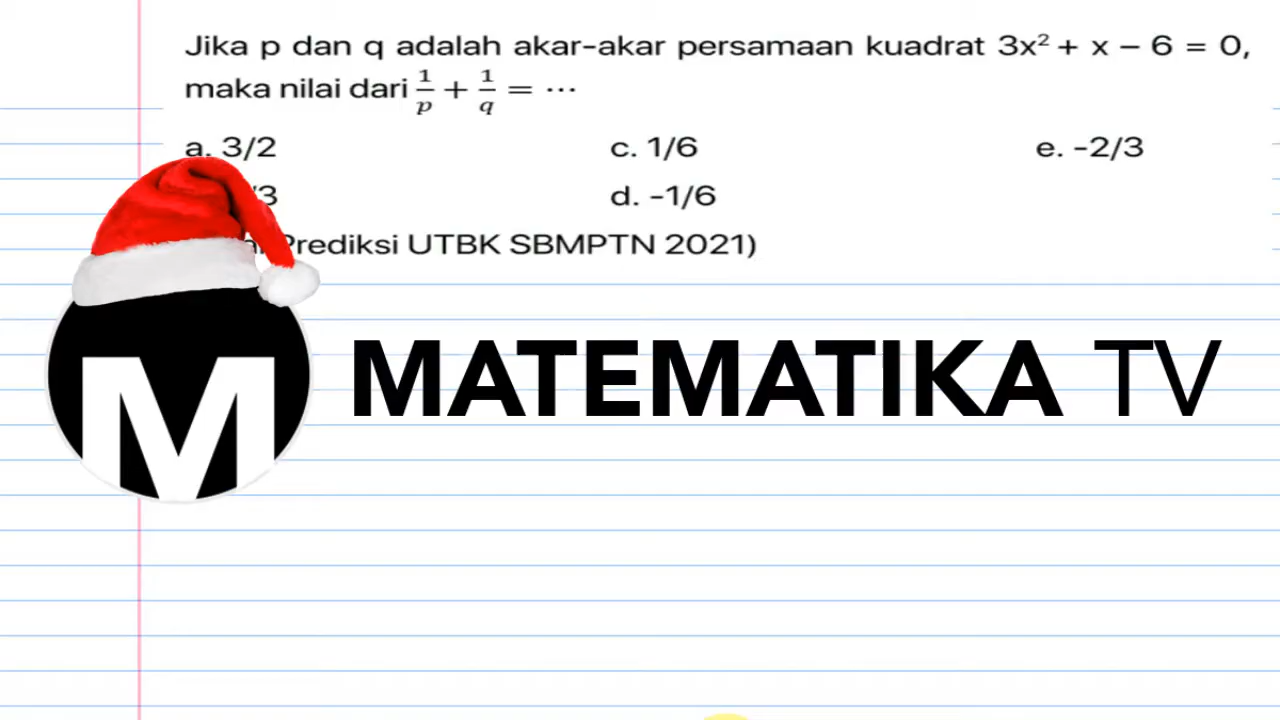 Jika p dan q adalah akar-akar persamaan kuadrat 3x² + x − 6 = 0,
maka nilai dari 1/p + 1/q = ⋯
a. 3/2 c. 1/6 e. -2/3
/3 d. -1/6
Prediksi UTBK SBMPTN 2021)
M MATEMATIKA TV